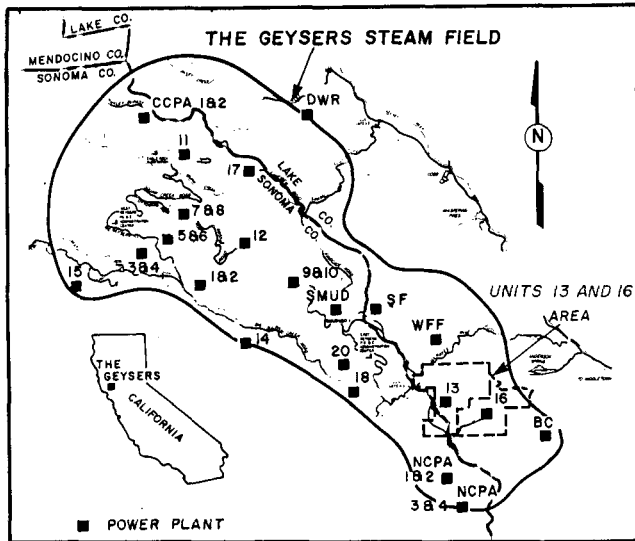 LAKE CO.
MENDOCINO CO.
SONOMA CO.
THE GEYSERS STEAM FIELD
CCPA 1&2
DWR
N
11
17
LAKE
SONOMA
CO.
CO.
7&8
5&6
12
3&4
1&2
9&10
15
SMUD
SF
UNITS 13 AND 16
AREA
WFF
14
20
18
13
16
BC
THE
GEYSERS
CALIFORNIA
NCPA
1&2
NCPA
3&4
POWER PLANT